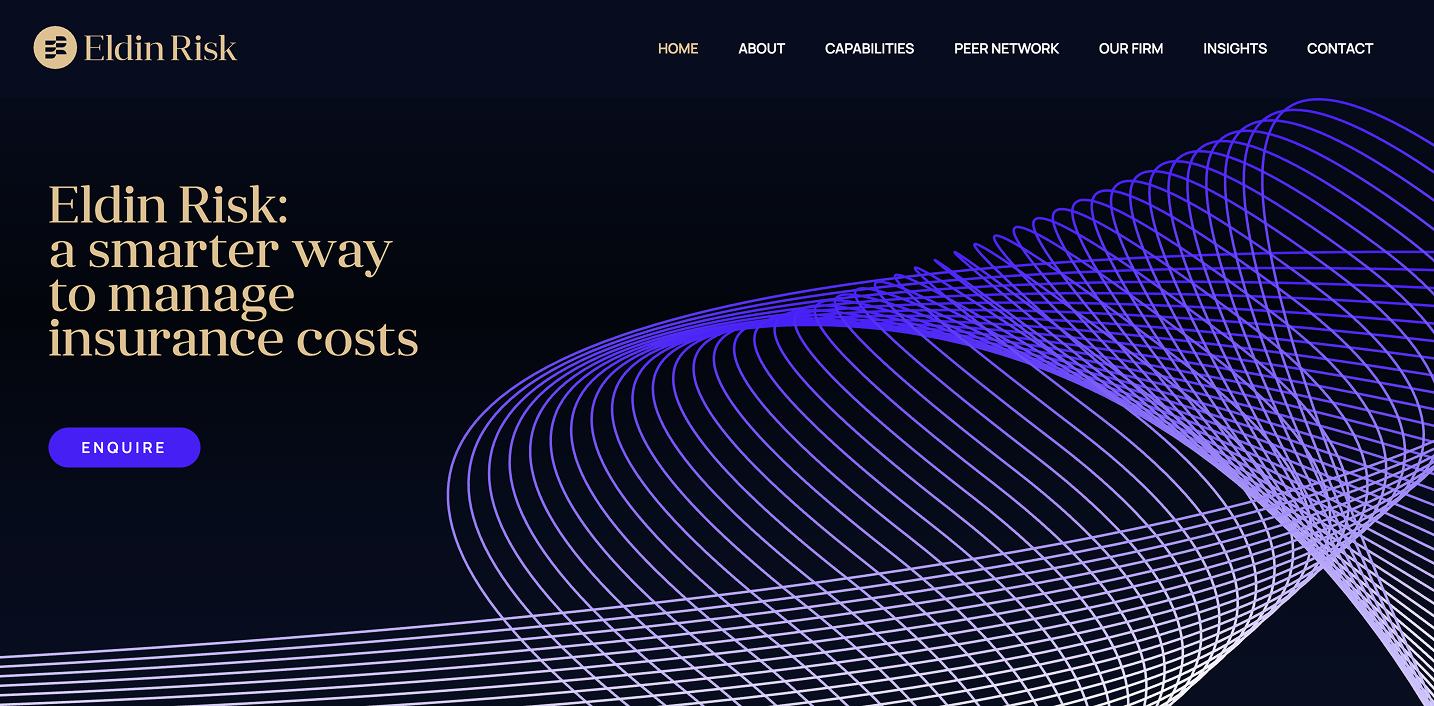 Eldin Risk
HOME ABOUT CAPABILITIES PEER NETWORK OUR FIRM INSIGHTS CONTACT
Eldin Risk:
a smarter way
to manage
insurance costs
ENQUIRE